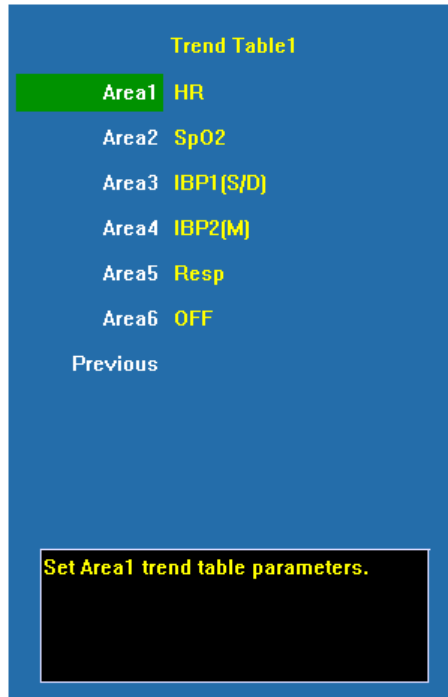 Trend Table1
Area1 HR
Area2 SpO2
Area3 IBP1(S/D)
Area4 IBP2(M)
Area5 Resp
Area6 OFF
Previous
Set Area1 trend table parameters.